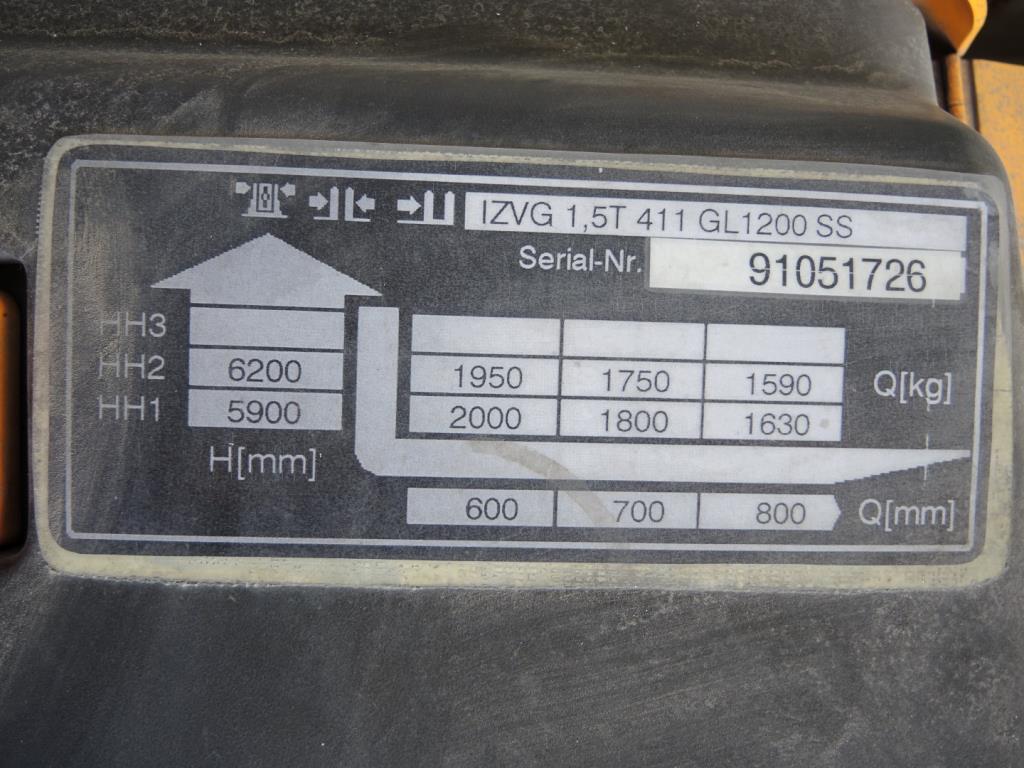 IZVG 1,5T 411 GL1200 SS
Serial-Nr. 91051726
HH3
HH2 6200 1950 1750 1590 Q[kg]
HH1 5900 2000 1800 1630
H[mm]
600 700 800 Q[mm]